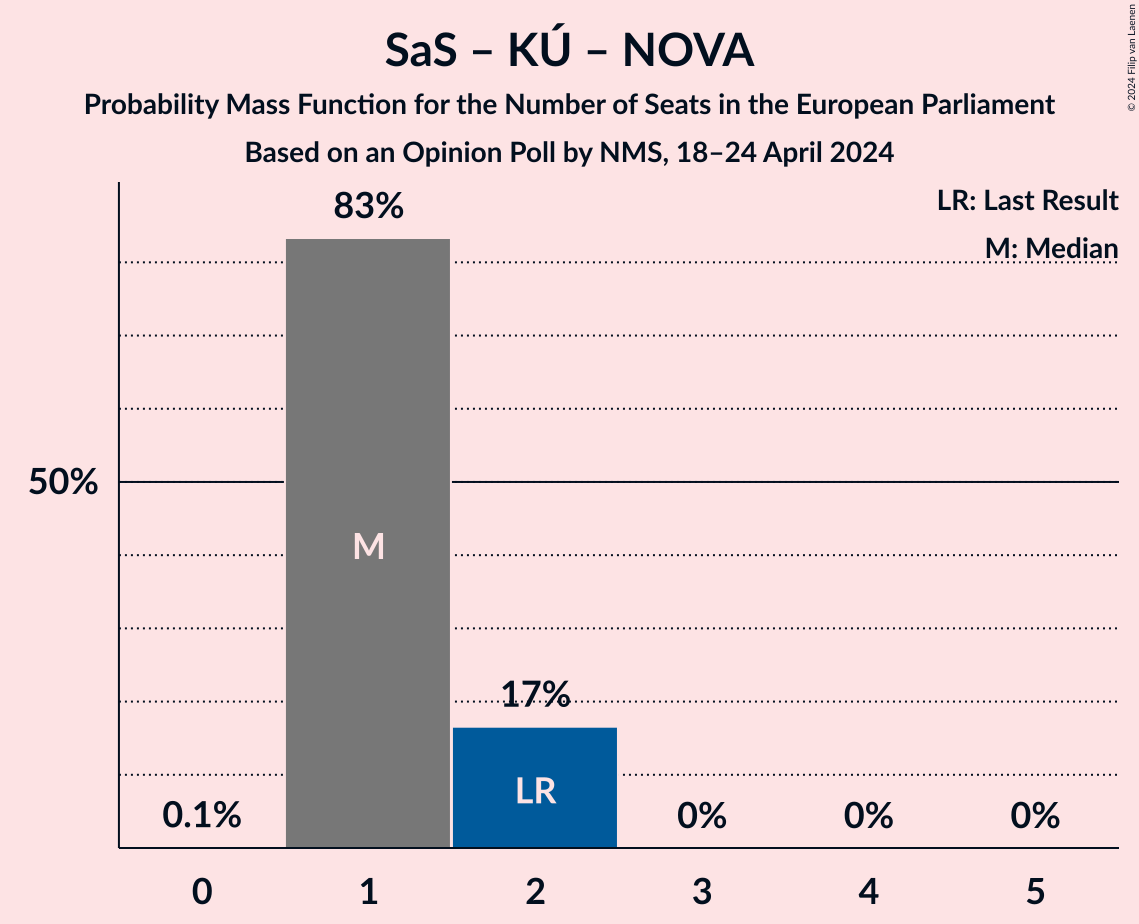 SaS – KÚ – NOVA
Probability Mass Function for the Number of Seats in the European Parliament
Based on an Opinion Poll by NMS, 18–24 April 2024
© 2024 Filip van Laenen
LR: Last Result
M: Median
83%
50%
M
17%
LR
0.1%
0%
0%
0%
0 1 2 3 4 5